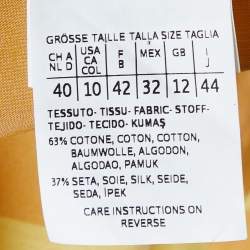 GRÖSSE TAILLE TALLA SIZE TAGLIA
CH A NL D
USA CA COL
F B
MEX
GB
I J
40 10 42 32 12 44
TESSUTO- TISSU- FABRIC- STOFF-
TEJIDO- TECIDO- KUMAŞ
63% COTONE, COTON, COTTON,
BAUMWOLLE, ALGODON,
ALGODAO, PAMUK
37% SETA, SOIE, SILK, SEIDE,
SEDA, İPEK
CARE INSTRUCTIONS ON
REVERSE